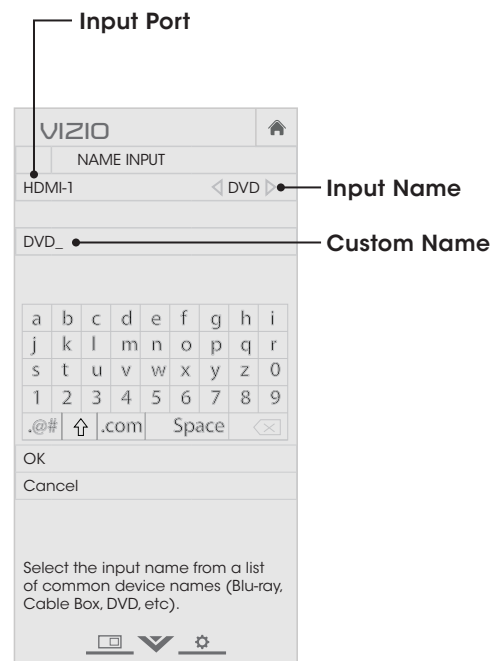 Input Port
VIZIO
NAME INPUT
HDMI-1 DVD Input Name
DVD_ Custom Name
a b c d e f g h i
j k l m n o p q r
s t u v w x y z 0
1 2 3 4 5 6 7 8 9
.@# .com Space
OK
Cancel
Select the input name from a list
of common device names (Blu-ray,
Cable Box, DVD, etc).